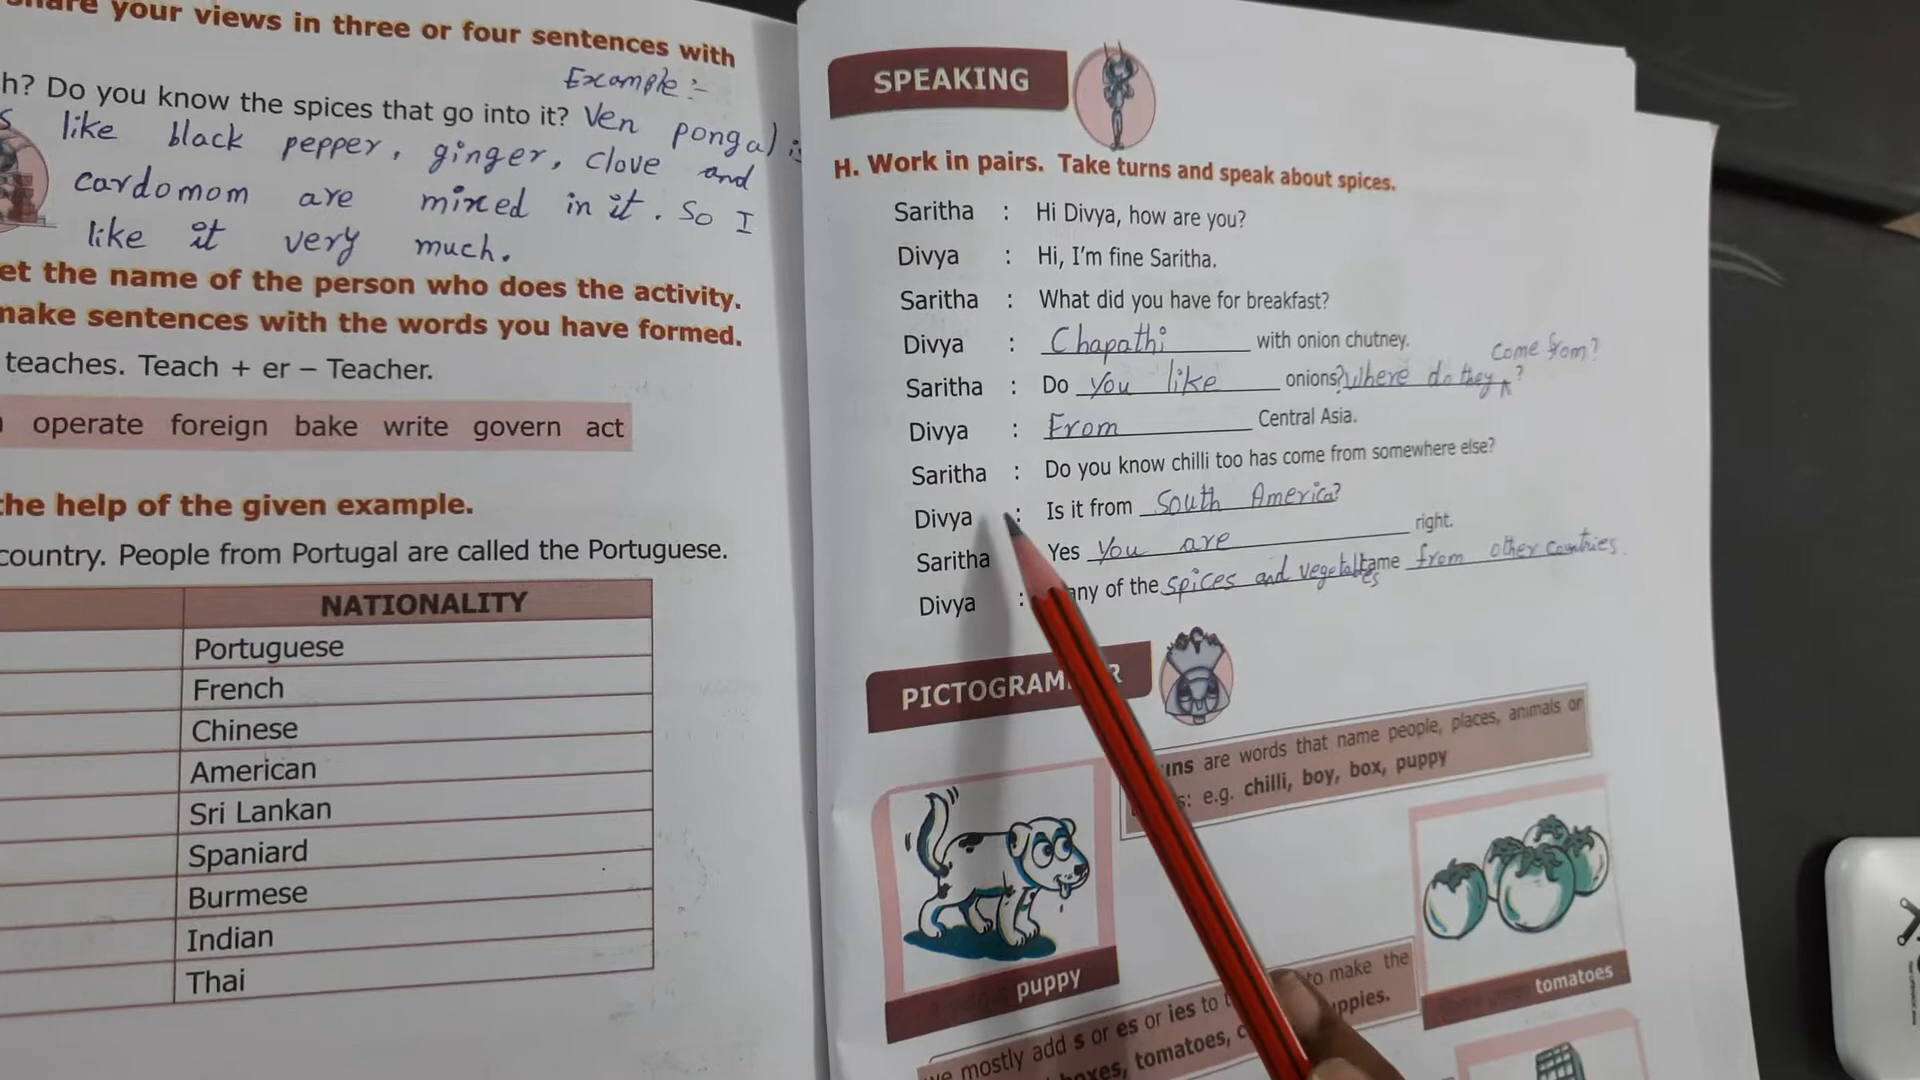 share your views in three or four sentences with
h? Do you know the spices that go into it? Example :- Ven pongal is
s like black pepper, ginger, clove and
cardomom are mixed in it. So I
like it very much.
et the name of the person who does the activity.
make sentences with the words you have formed.
teaches. Teach + er – Teacher.
operate foreign bake write govern act
the help of the given example.
country. People from Portugal are called the Portuguese.
NATIONALITY
Portuguese
French
Chinese
American
Sri Lankan
Spaniard
Burmese
Indian
Thai
SPEAKING
H. Work in pairs. Take turns and speak about spices.
Saritha : Hi Divya, how are you?
Divya : Hi, I'm fine Saritha.
Saritha : What did you have for breakfast?
Divya : Chapathi with onion chutney.
Saritha : Do you like onions? Where do they come from? ?
Divya : From Central Asia.
Saritha : Do you know chilli too has come from somewhere else?
Divya : Is it from South America?
Saritha Yes you are right.
Divya : any of the spices and vegetables ame from other countries.
PICTOGRAM R
uns are words that name people, places, animals or
s: e.g. chilli, boy, box, puppy
puppy
tomatoes
we mostly add s or es or ies to to make the
boxes, tomatoes, uppies.